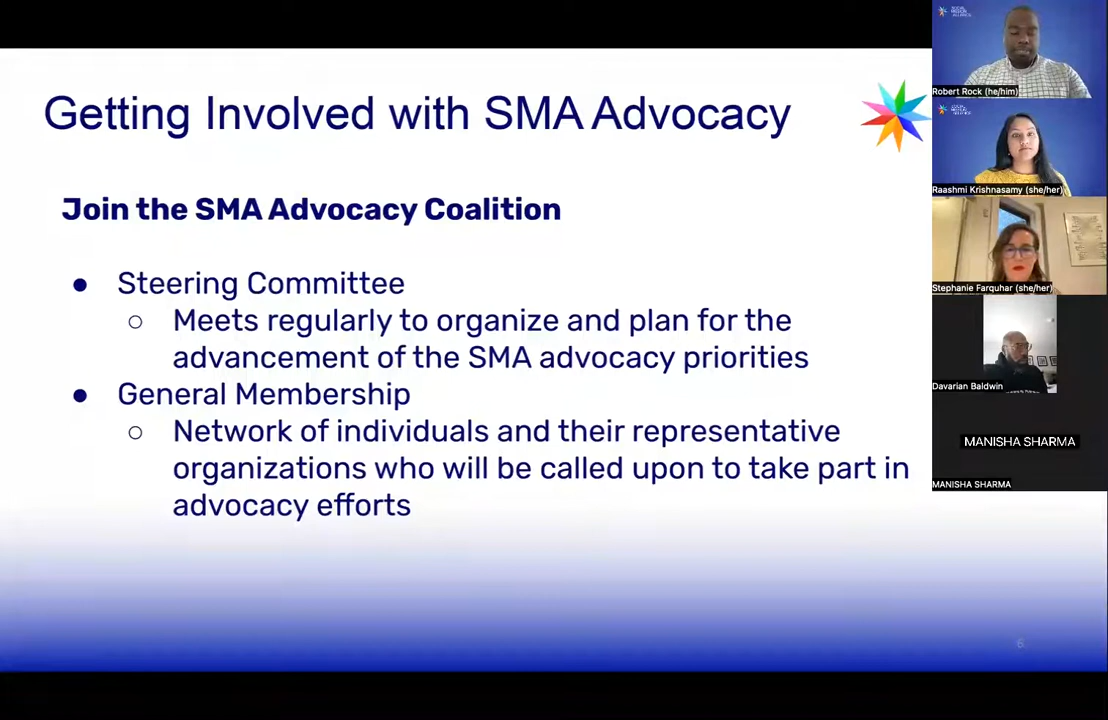 Getting Involved with SMA Advocacy
Join the SMA Advocacy Coalition
● Steering Committee
○ Meets regularly to organize and plan for the
advancement of the SMA advocacy priorities
● General Membership
○ Network of individuals and their representative
organizations who will be called upon to take part in
advocacy efforts
6
Robert Rock (he/him)
Raashmi Krishnasamy (she/her)
Stephanie Farquhar (she/her)
Davarian Baldwin
MANISHA SHARMA
MANISHA SHARMA